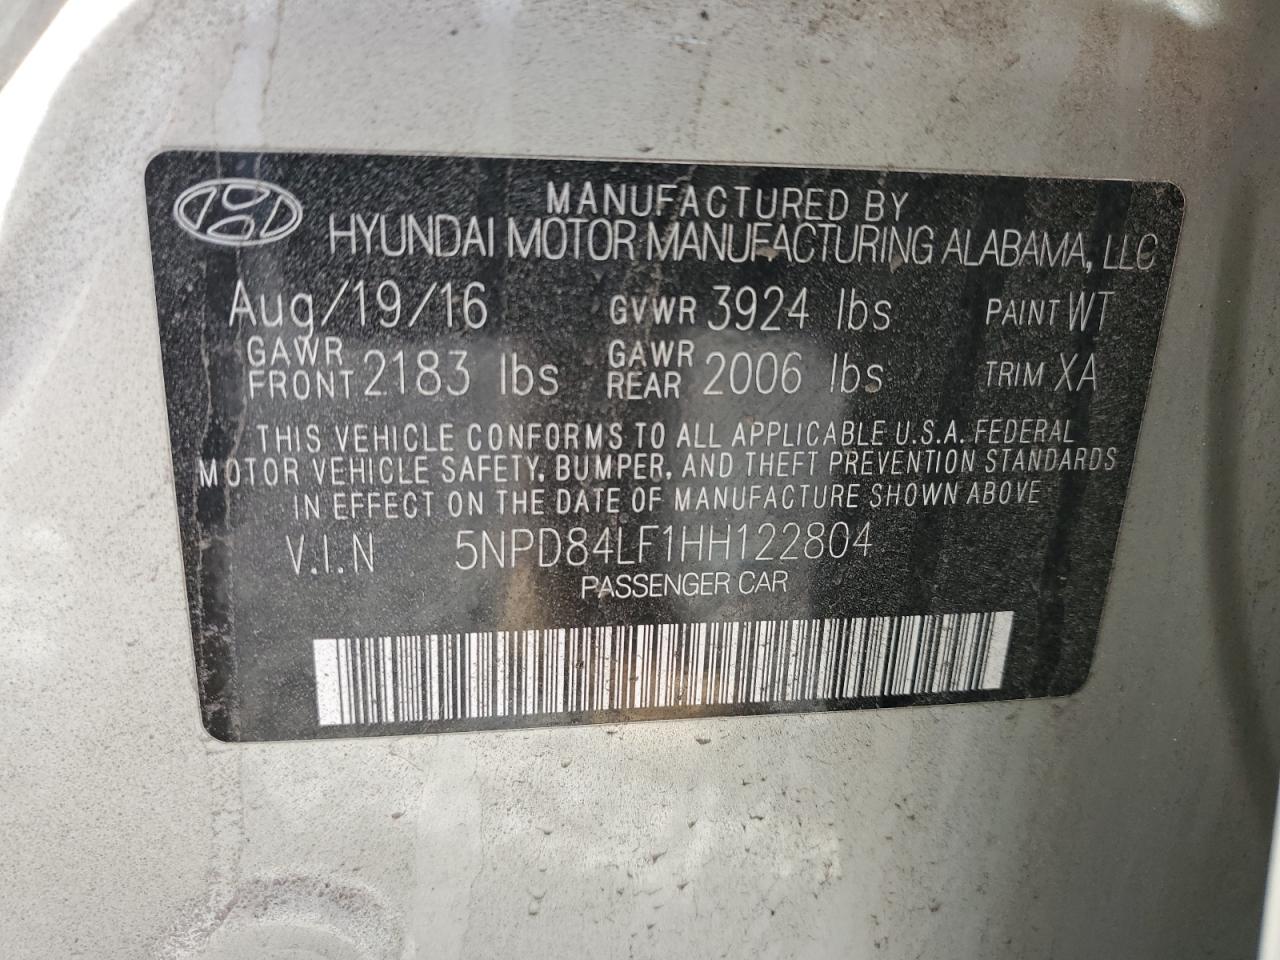 MANUFACTURED BY
HYUNDAI MOTOR MANUFACTURING ALABAMA, LLC
Aug/19/16 GVWR 3924 lbs PAINT WT
GAWR FRONT 2183 lbs GAWR REAR 2006 lbs TRIM XA
THIS VEHICLE CONFORMS TO ALL APPLICABLE U.S.A. FEDERAL
MOTOR VEHICLE SAFETY, BUMPER, AND THEFT PREVENTION STANDARDS
IN EFFECT ON THE DATE OF MANUFACTURE SHOWN ABOVE
V.I.N 5NPD84LF1HH122804
PASSENGER CAR